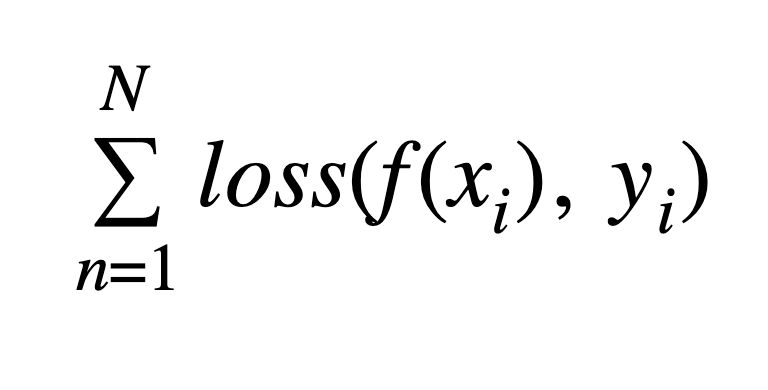 N
∑ loss(f(x_i), y_i)
n=1